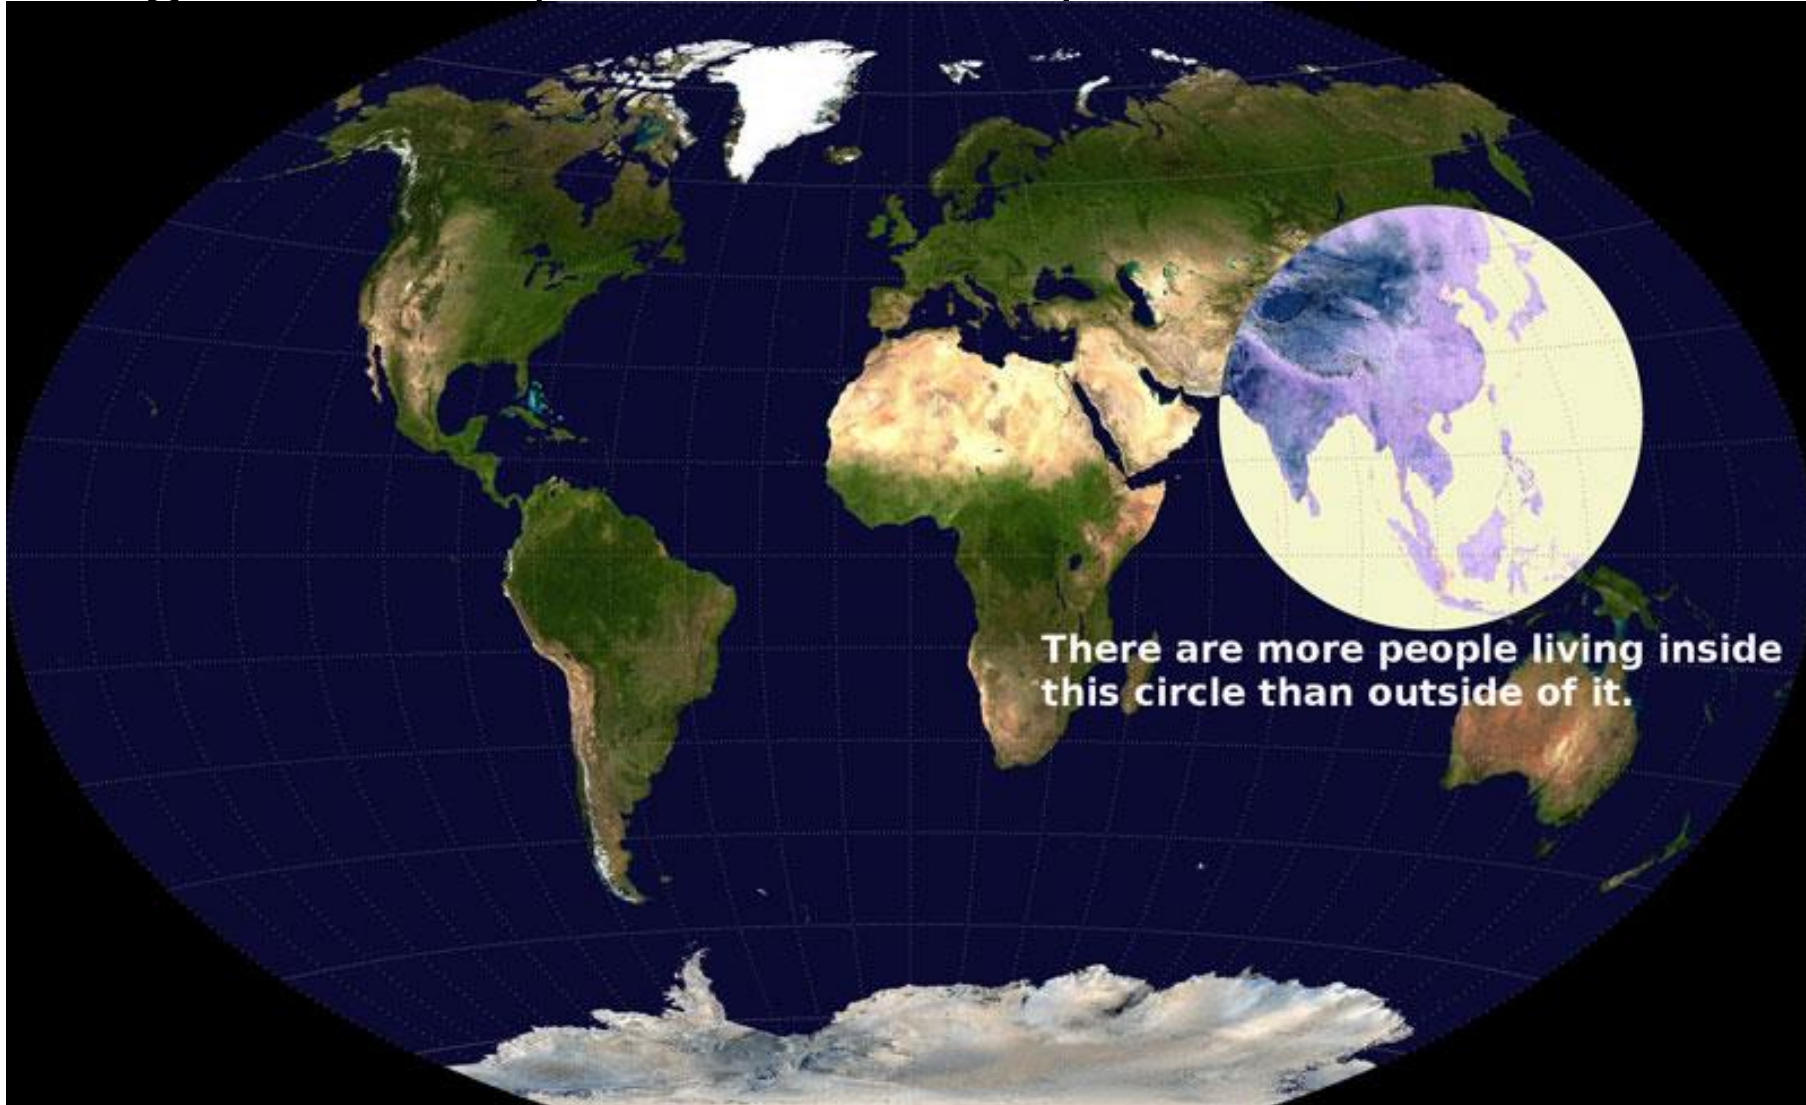 There are more people living inside
this circle than outside of it.